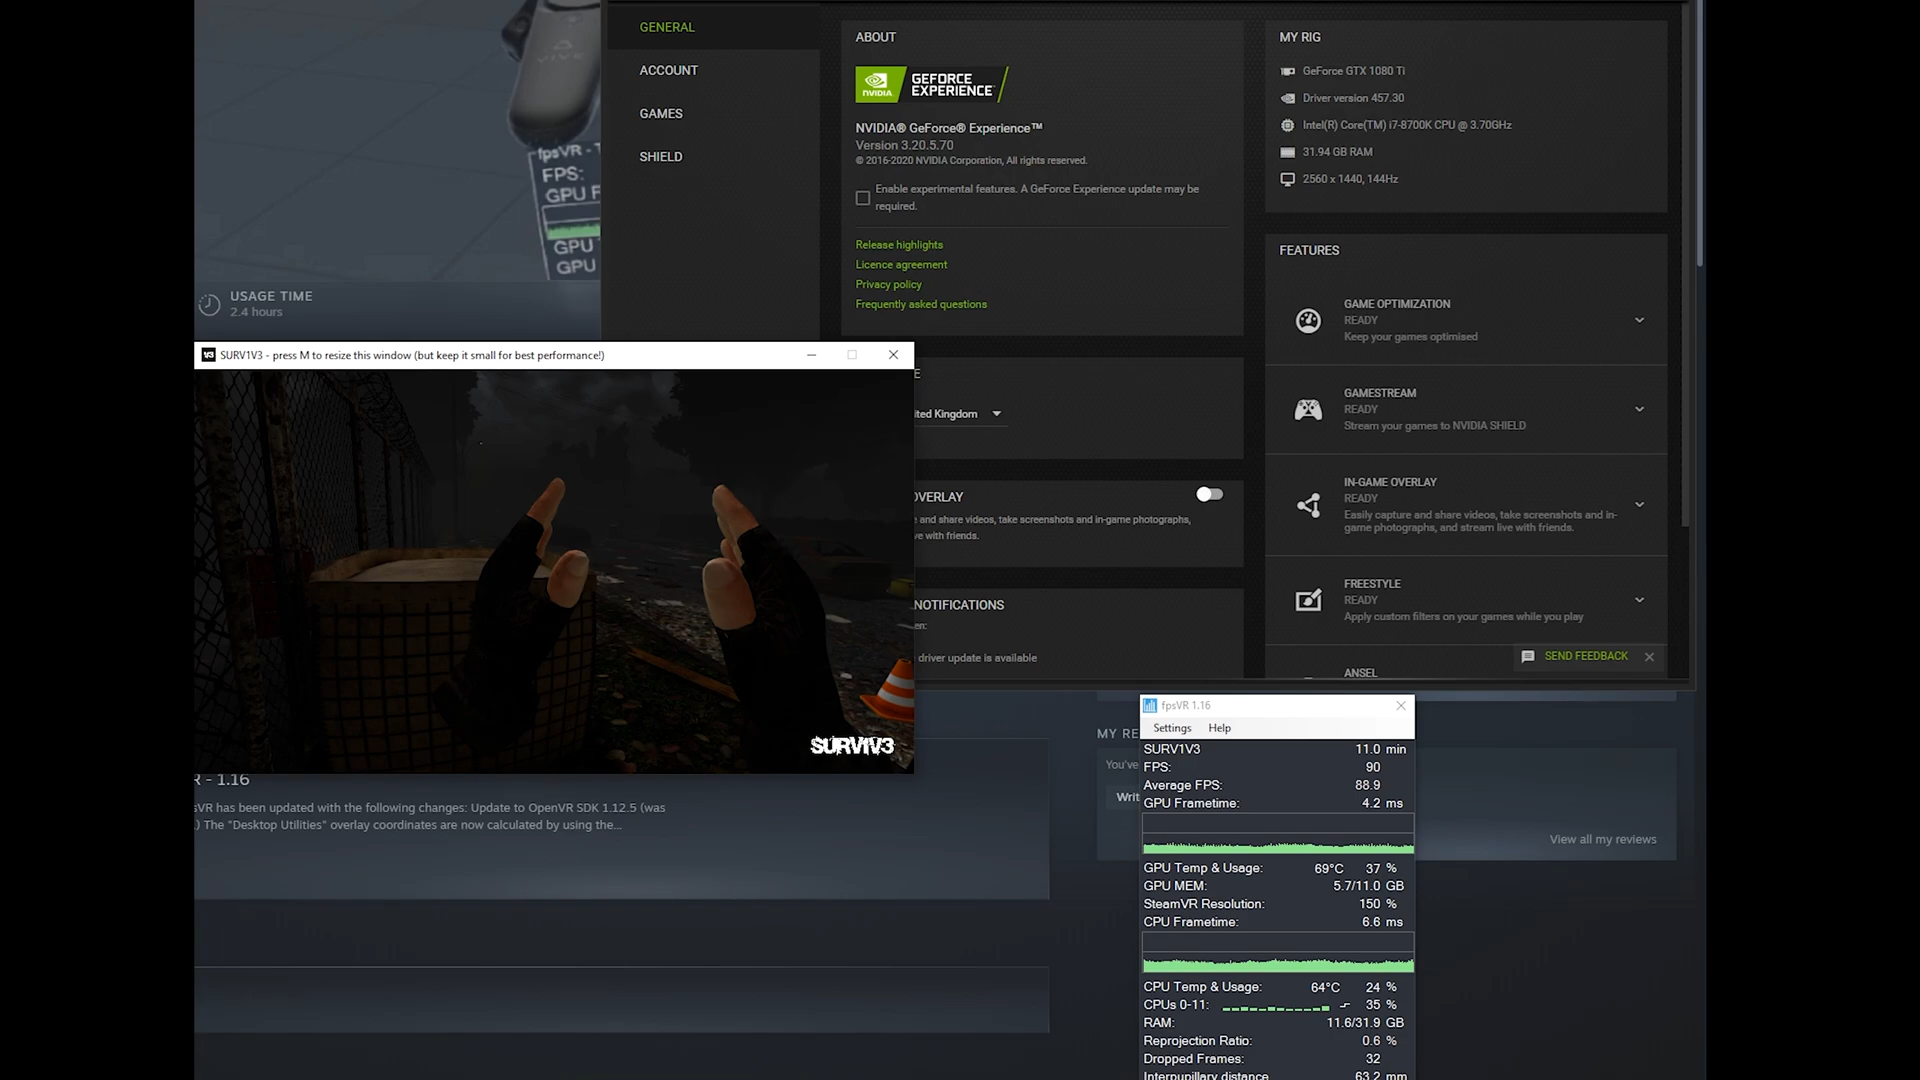 VIVE
fpsVR - T
FPS:
GPU F
GPU
GPU
USAGE TIME
2.4 hours
GENERAL
ACCOUNT
GAMES
SHIELD
ABOUT
NVIDIA
GEFORCE
EXPERIENCE
NVIDIA® GeForce® Experience™
Version 3.20.5.70
© 2016-2020 NVIDIA Corporation, All rights reserved.
Enable experimental features. A GeForce Experience update may be
required.
Release highlights
Licence agreement
Privacy policy
Frequently asked questions
E
ited Kingdom
OVERLAY
e and share videos, take screenshots and in-game photographs,
ve with friends.
NOTIFICATIONS
en:
driver update is available
MY RIG
GeForce GTX 1080 Ti
Driver version 457.30
Intel(R) Core(TM) i7-8700K CPU @ 3.70GHz
31.94 GB RAM
2560 x 1440, 144Hz
FEATURES
GAME OPTIMIZATION
READY
Keep your games optimised
GAMESTREAM
READY
Stream your games to NVIDIA SHIELD
IN-GAME OVERLAY
READY
Easily capture and share videos, take screenshots and in-
game photographs, and stream live with friends.
FREESTYLE
READY
Apply custom filters on your games while you play
ANSEL
SEND FEEDBACK
V3 SURV1V3 - press M to resize this window (but keep it small for best performance!)
SURV1V3
R - 1.16
sVR has been updated with the following changes: Update to OpenVR SDK 1.12.5 (was
) The "Desktop Utilities" overlay coordinates are now calculated by using the...
MY RE
You've
Writ
View all my reviews
fpsVR 1.16
Settings Help
SURV1V3 11.0 min
FPS: 90
Average FPS: 88.9
GPU Frametime: 4.2 ms
GPU Temp & Usage: 69°C 37 %
GPU MEM: 5.7/11.0 GB
SteamVR Resolution: 150 %
CPU Frametime: 6.6 ms
CPU Temp & Usage: 64°C 24 %
CPUs 0-11: 35 %
RAM: 11.6/31.9 GB
Reprojection Ratio: 0.6 %
Dropped Frames: 32
Interpupillary distance 63.2 mm